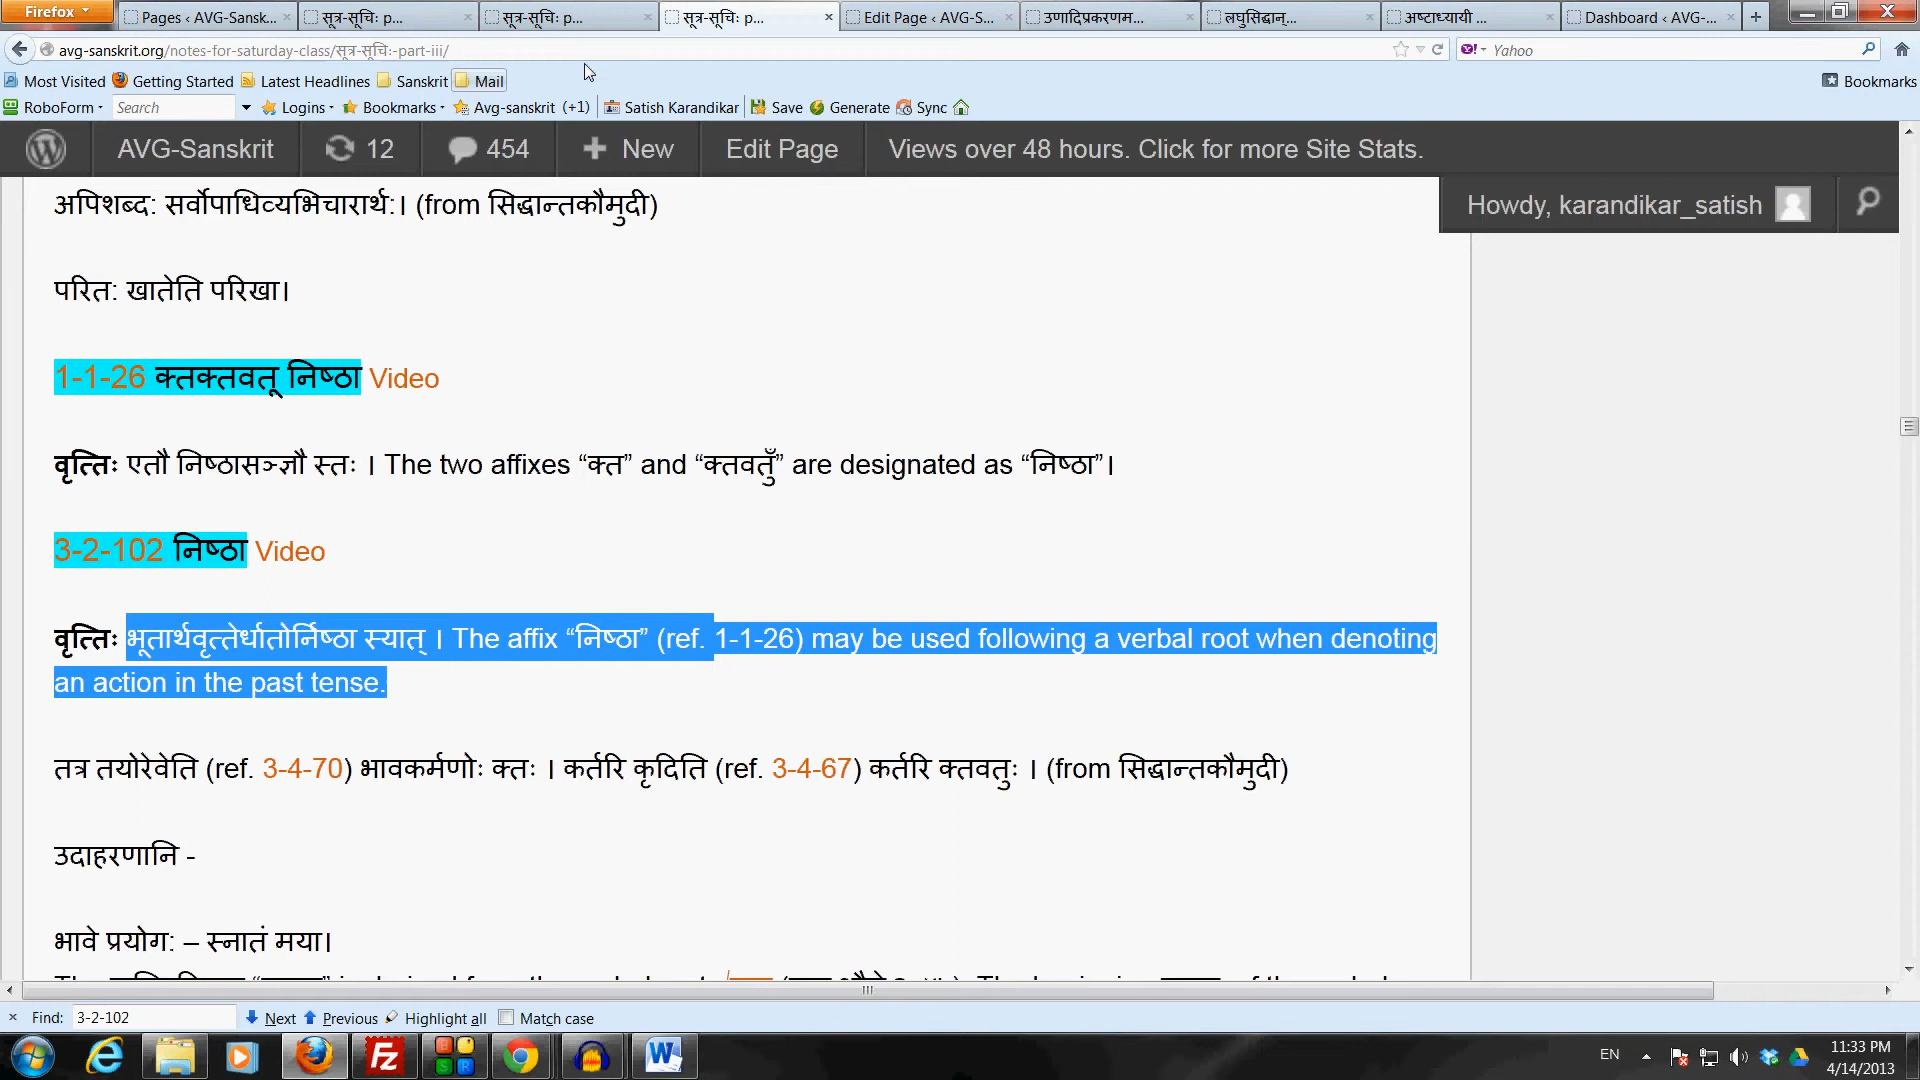 Firefox
Pages ‹ AVG-Sansk...
सूत्र-सूचिः p...
सूत्र-सूचिः p...
सूत्र-सूचिः p...
Edit Page ‹ AVG-S...
उणादिप्रकरणम...
लघुसिद्धान्...
अष्टाध्यायी ...
Dashboard ‹ AVG-...
avg-sanskrit.org/notes-for-saturday-class/सूत्र-सूचिः-part-iii/
Yahoo
Most Visited Getting Started Latest Headlines Sanskrit Mail Bookmarks
RoboForm Search Logins Bookmarks Avg-sanskrit (+1) Satish Karandikar Save Generate Sync
AVG-Sanskrit 12 454 New Edit Page Views over 48 hours. Click for more Site Stats.
Howdy, karandikar_satish
अपिशब्द: सर्वोपाधिव्यभिचारार्थ:। (from सिद्धान्तकौमुदी)
परित: खातेति परिखा।
1-1-26 क्तक्तवतू निष्ठा Video
वृत्तिः एतौ निष्ठासञ्ज्ञौ स्तः । The two affixes “क्त” and “क्तवतुँ” are designated as “निष्ठा”।
3-2-102 निष्ठा Video
वृत्तिः भूतार्थवृत्तेर्धातोर्निष्ठा स्यात् । The affix “निष्ठा” (ref. 1-1-26) may be used following a verbal root when denoting
an action in the past tense.
तत्र तयोरेवेति (ref. 3-4-70) भावकर्मणोः क्तः । कर्तरि कृदिति (ref. 3-4-67) कर्तरि क्तवतुः । (from सिद्धान्तकौमुदी)
उदाहरणानि -
भावे प्रयोग: – स्नातं मया।
Find: 3-2-102 Next Previous Highlight all Match case
EN
11:33 PM
4/14/2013